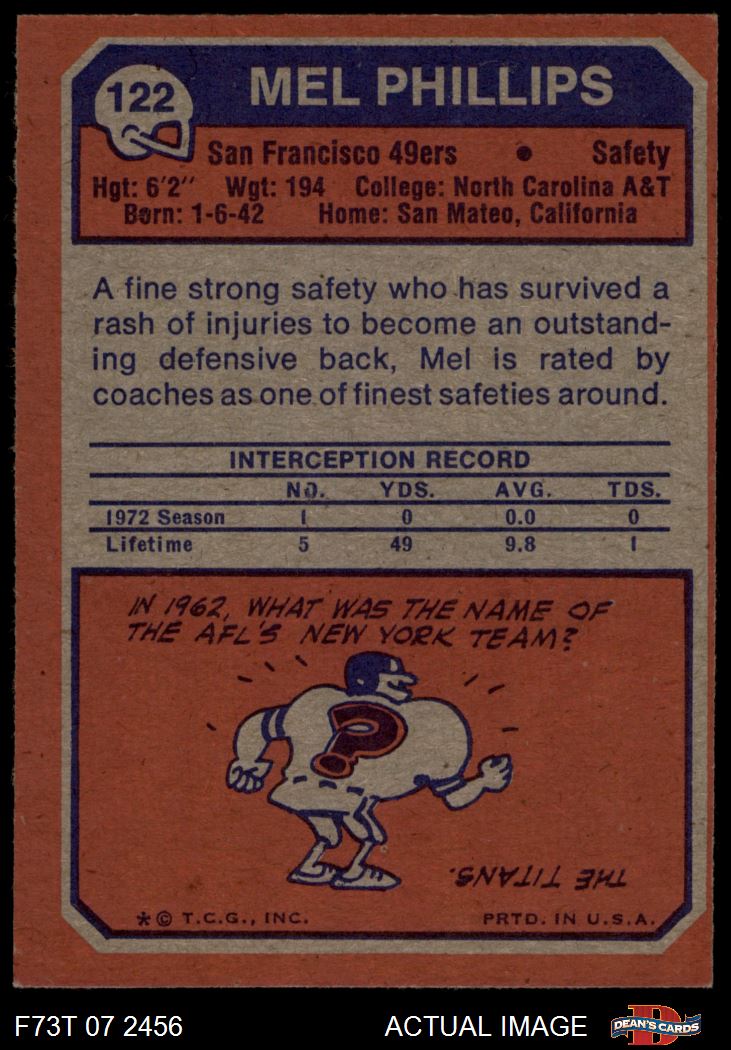 122
MEL PHILLIPS
San Francisco 49ers • Safety
Hgt: 6'2" Wgt: 194 College: North Carolina A&T
Born: 1-6-42 Home: San Mateo, California
A fine strong safety who has survived a
rash of injuries to become an outstand-
ing defensive back, Mel is rated by
coaches as one of finest safeties around.
INTERCEPTION RECORD
NO. YDS. AVG. TDS.
1972 Season 1 0 0.0 0
Lifetime 5 49 9.8 1
IN 1962, WHAT WAS THE NAME OF
THE AFL'S NEW YORK TEAM?
?
THE TITANS.
* © T.C.G., INC. PRTD. IN U.S.A.
F73T 07 2456 ACTUAL IMAGE D DEAN'S CARDS